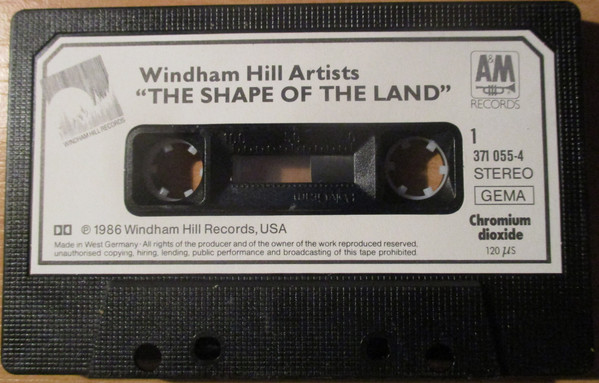 Windham Hill Artists
“THE SHAPE OF THE LAND”
WINDHAM HILL RECORDS
A&M
RECORDS
100 50 0
1
371 055-4
STEREO
GEMA
Chromium
dioxide
120 µS
℗ 1986 Windham Hill Records, USA
Made in West Germany · All rights of the producer and of the owner of the work reproduced reserved,
unauthorised copying, hiring, lending, public performance and broadcasting of this tape prohibited